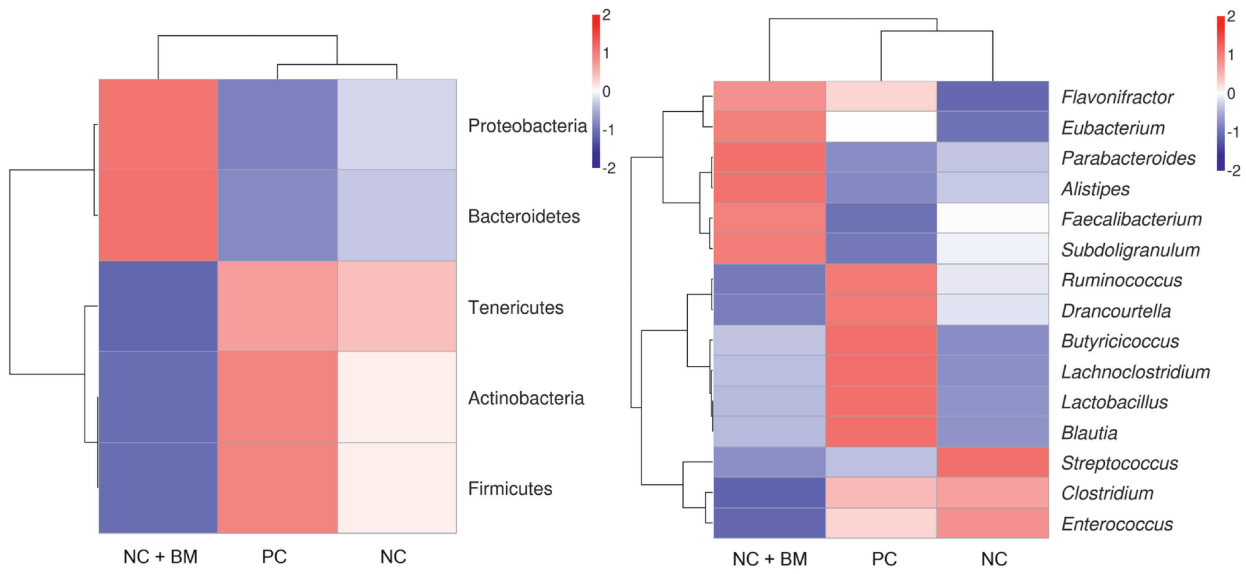 2
1
0
-1
-2
Proteobacteria
Bacteroidetes
Tenericutes
Actinobacteria
Firmicutes
NC + BM PC NC
2
1
0
-1
-2
Flavonifractor
Eubacterium
Parabacteroides
Alistipes
Faecalibacterium
Subdoligranulum
Ruminococcus
Drancourtella
Butyricicoccus
Lachnoclostridium
Lactobacillus
Blautia
Streptococcus
Clostridium
Enterococcus
NC + BM PC NC